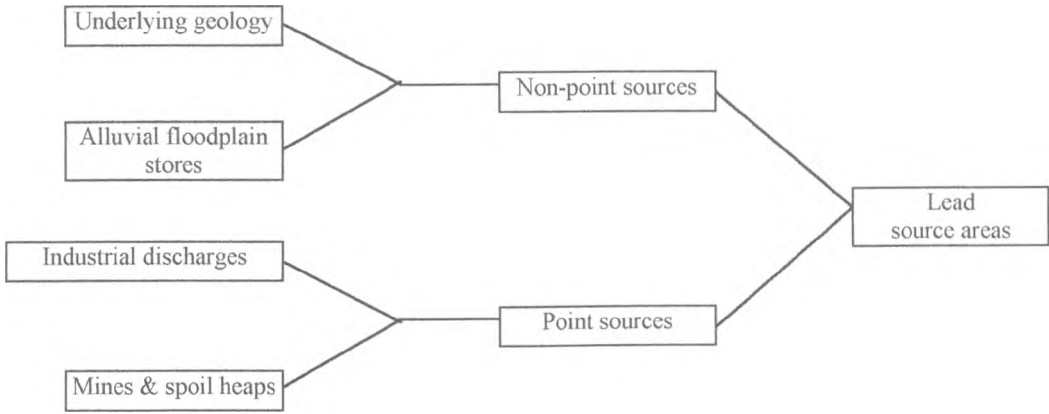 Underlying geology
Alluvial floodplain
stores
Industrial discharges
Mines & spoil heaps
Non-point sources
Point sources
Lead
source areas